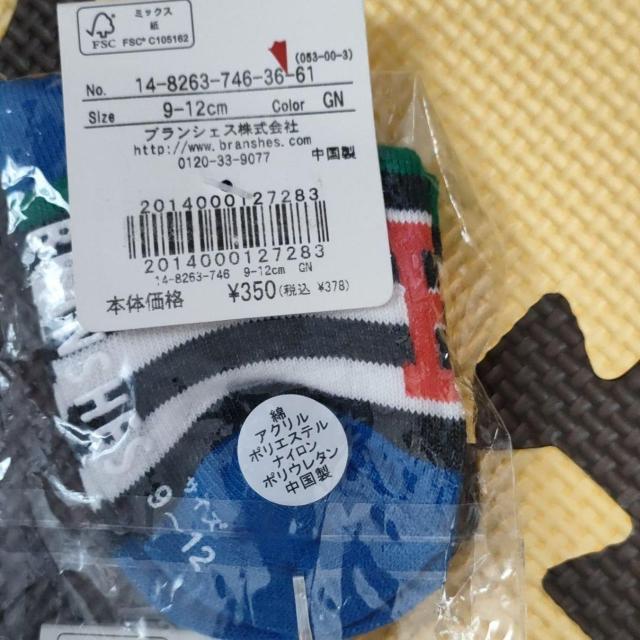 FSC
ミックス
紙
FSC® C105162
(053-00-3)
No. 14-8263-746-36-61
Size 9-12cm Color GN
ブランシェス株式会社
http://www.branshes.com
0120-33-9077 中国製
2014000127283
2014000127283
14-8263-746 9-12cm GN
本体価格 ¥350(税込 ¥378)
綿
アクリル
ポリエステル
ナイロン
ポリウレタン
中国製
9~12